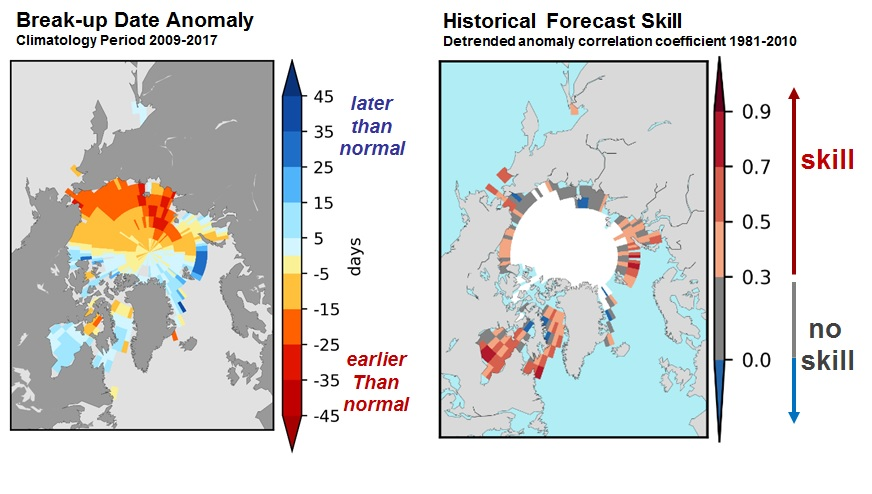 Break-up Date Anomaly
Climatology Period 2009-2017
45
35
25
15
5
-5
-15
-25
-35
-45
days
later
than
normal
earlier
Than
normal
Historical Forecast Skill
Detrended anomaly correlation coefficient 1981-2010
0.9
0.7
0.5
0.3
0.0
skill
no
skill